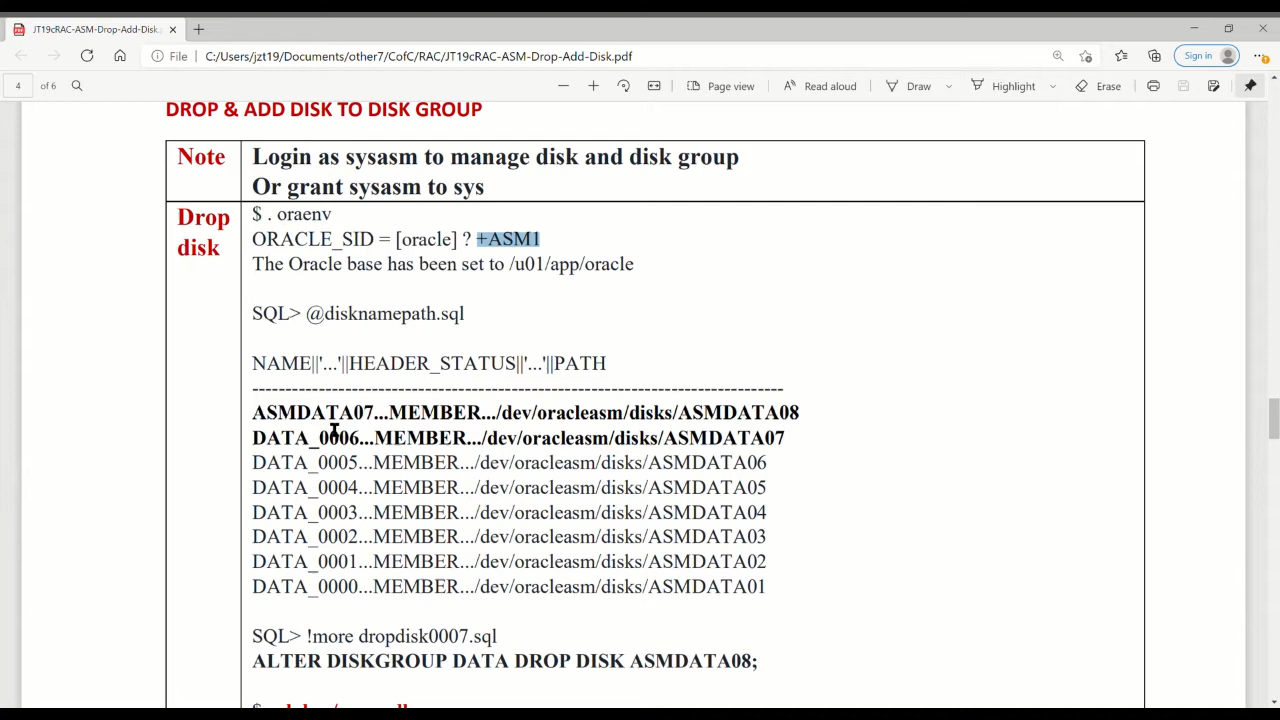 JT19cRAC-ASM-Drop-Add-Disk.
File C:/Users/jzt19/Documents/other7/CofC/RAC/JT19cRAC-ASM-Drop-Add-Disk.pdf
Sign in
4 of 6
Page view
Read aloud
Draw
Highlight
Erase
DROP & ADD DISK TO DISK GROUP
Note
Login as sysasm to manage disk and disk group
Or grant sysasm to sys
Drop
disk
$ . oraenv
ORACLE_SID = [oracle] ? +ASM1
The Oracle base has been set to /u01/app/oracle
SQL> @disknamepath.sql
NAME||'...'||HEADER_STATUS||'...'||PATH
--------------------------------------------------------------------------------
ASMDATA07...MEMBER.../dev/oracleasm/disks/ASMDATA08
DATA_0006...MEMBER.../dev/oracleasm/disks/ASMDATA07
DATA_0005...MEMBER.../dev/oracleasm/disks/ASMDATA06
DATA_0004...MEMBER.../dev/oracleasm/disks/ASMDATA05
DATA_0003...MEMBER.../dev/oracleasm/disks/ASMDATA04
DATA_0002...MEMBER.../dev/oracleasm/disks/ASMDATA03
DATA_0001...MEMBER.../dev/oracleasm/disks/ASMDATA02
DATA_0000...MEMBER.../dev/oracleasm/disks/ASMDATA01
SQL> !more dropdisk0007.sql
ALTER DISKGROUP DATA DROP DISK ASMDATA08;